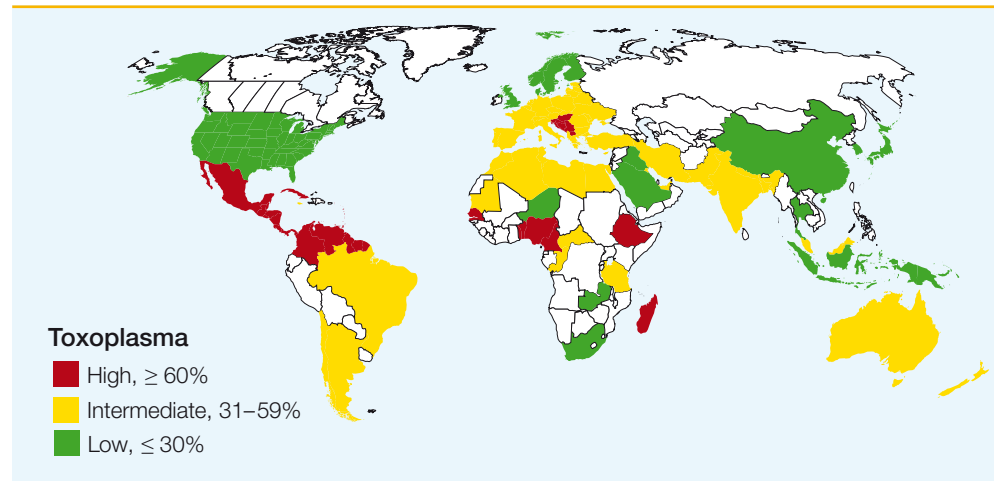 Toxoplasma
High, ≥ 60%
Intermediate, 31–59%
Low, ≤ 30%